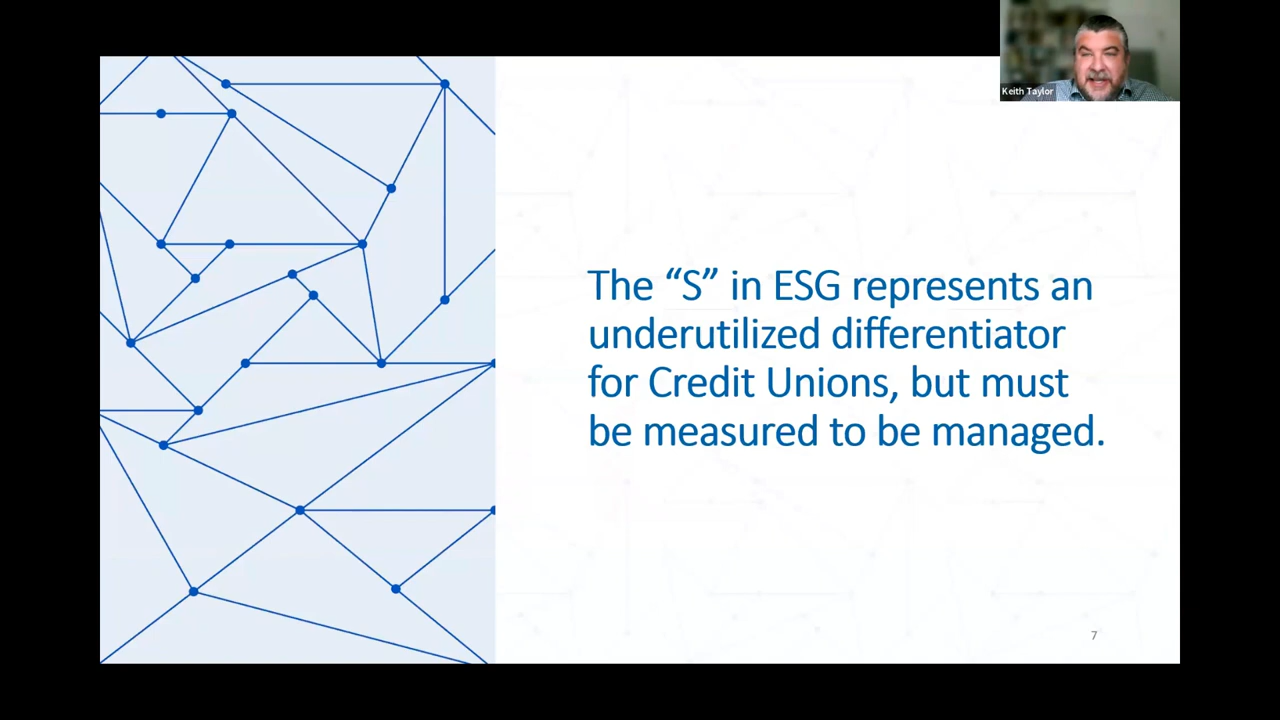 Keith Taylor
The “S” in ESG represents an
underutilized differentiator
for Credit Unions, but must
be measured to be managed.
7